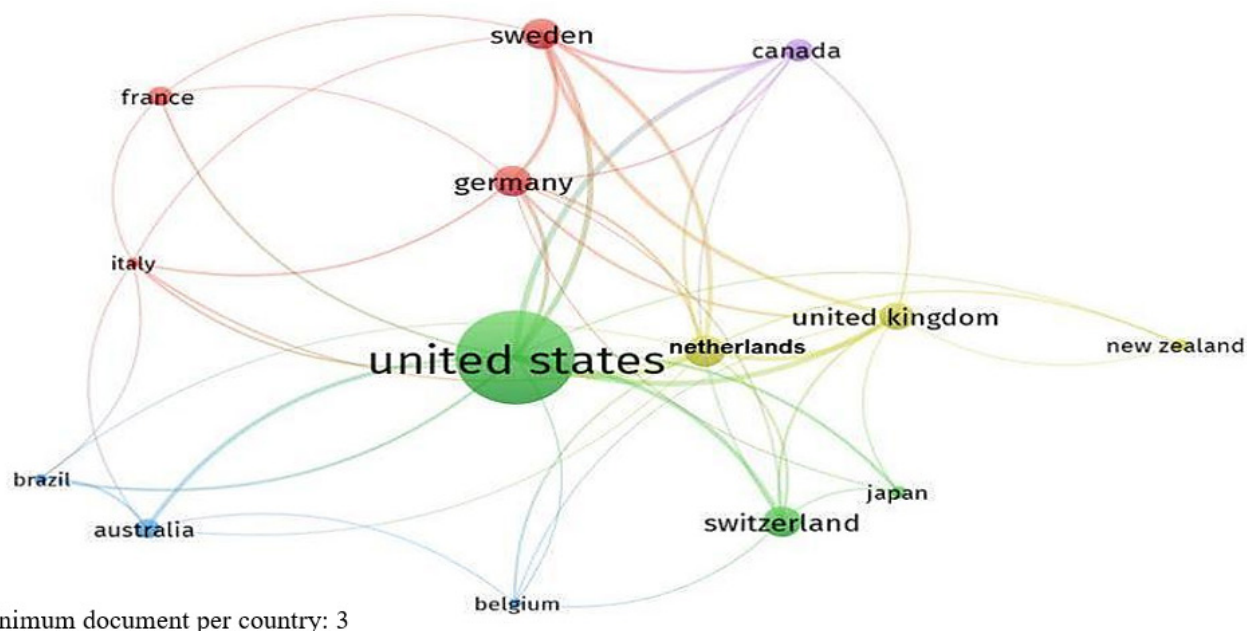 sweden
canada
france
germany
italy
united kingdom
netherlands
new zealand
united states
brazil
japan
switzerland
australia
belgium
nimum document per country: 3